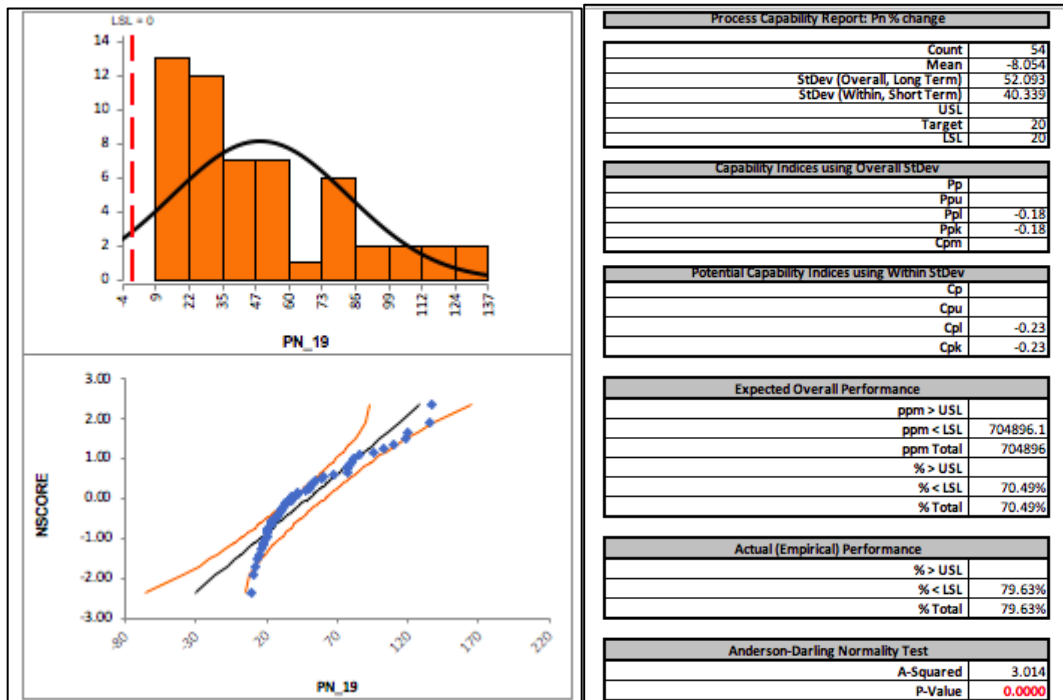 LSL = 0
14
12
10
8
6
4
2
0
-4 9 22 35 47 60 73 86 99 112 124 137
PN_19
3.00
2.00
1.00
0.00
-1.00
-2.00
-3.00
NSCORE
-80 -30 20 70 120 170 220
PN_19
Process Capability Report: Pn % change
Count 54
Mean -8.054
StDev (Overall, Long Term) 52.093
StDev (Within, Short Term) 40.339
USL
Target 20
LSL 20
Capability Indices using Overall StDev
Pp
Ppu
Ppl -0.18
Ppk -0.18
Cpm
Potential Capability Indices using Within StDev
Cp
Cpu
Cpl -0.23
Cpk -0.23
Expected Overall Performance
ppm > USL
ppm < LSL 704896.1
ppm Total 704896
% > USL
% < LSL 70.49%
% Total 70.49%
Actual (Empirical) Performance
% > USL
% < LSL 79.63%
% Total 79.63%
Anderson-Darling Normality Test
A-Squared 3.014
P-Value 0.0000